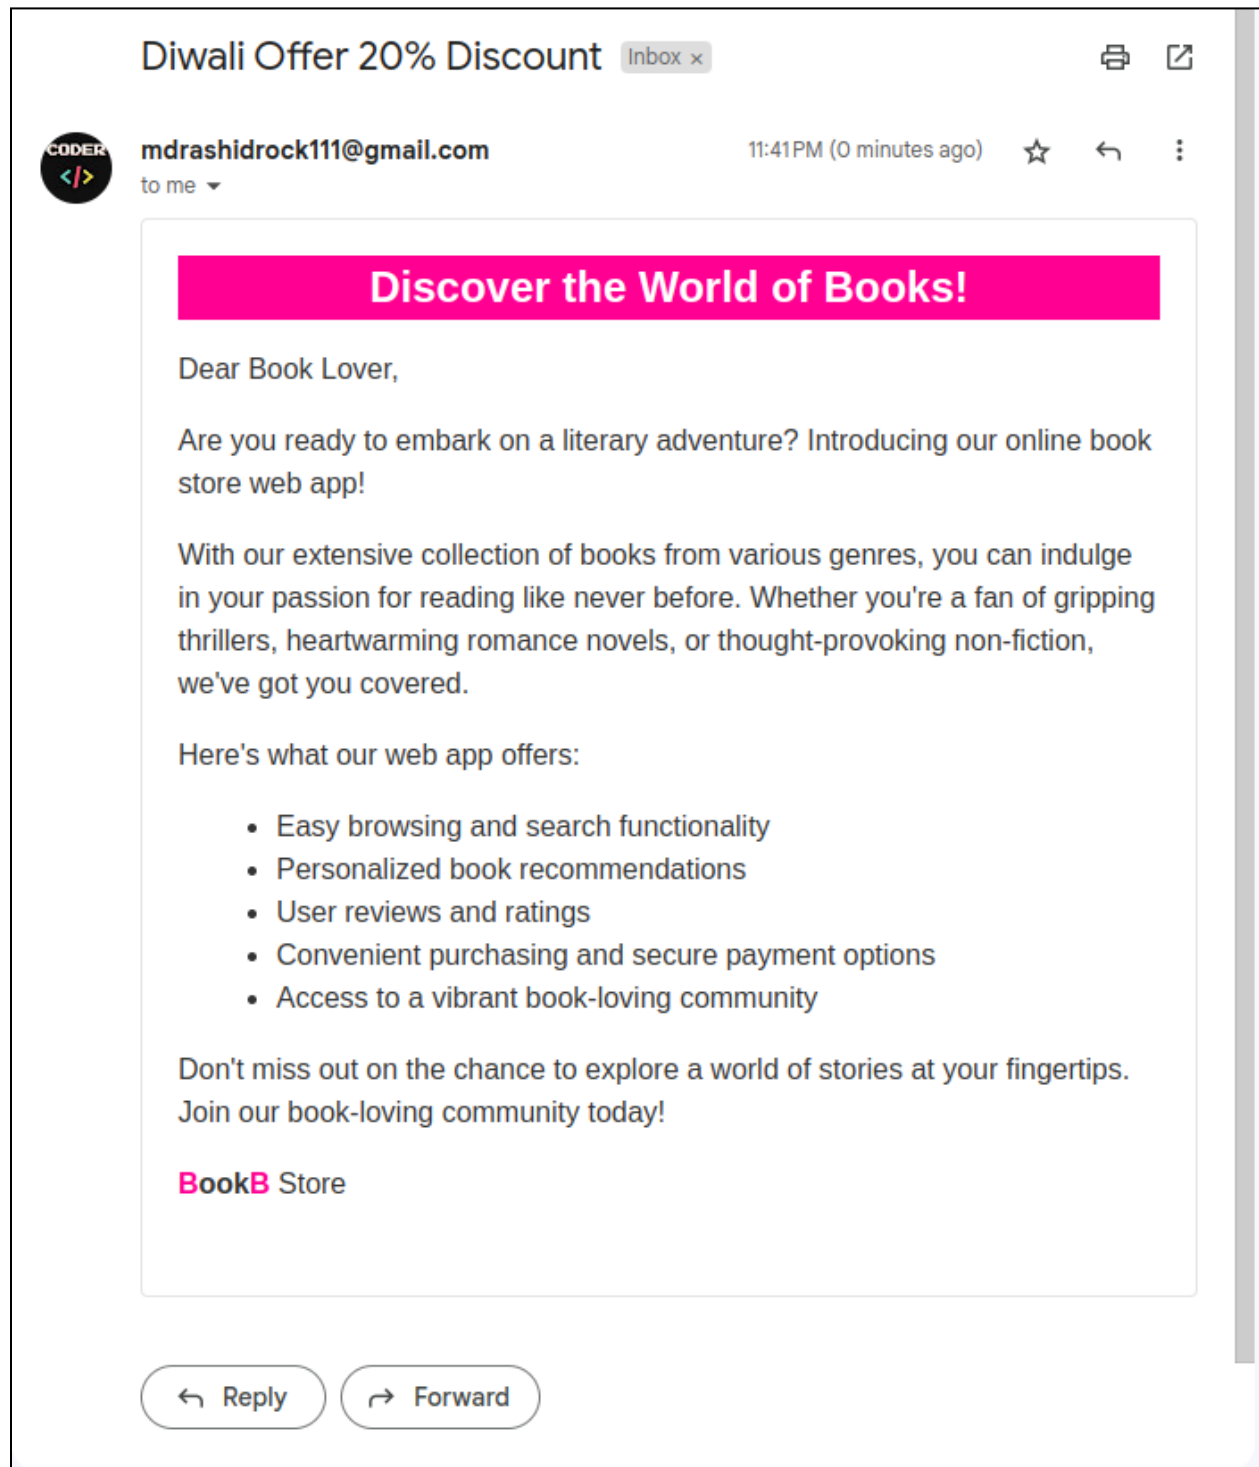 Diwali Offer 20% Discount Inbox ×
CODER
</>
mdrashidrock111@gmail.com 11:41 PM (0 minutes ago)
to me
Discover the World of Books!
Dear Book Lover,
Are you ready to embark on a literary adventure? Introducing our online book
store web app!
With our extensive collection of books from various genres, you can indulge
in your passion for reading like never before. Whether you're a fan of gripping
thrillers, heartwarming romance novels, or thought-provoking non-fiction,
we've got you covered.
Here's what our web app offers:
• Easy browsing and search functionality
• Personalized book recommendations
• User reviews and ratings
• Convenient purchasing and secure payment options
• Access to a vibrant book-loving community
Don't miss out on the chance to explore a world of stories at your fingertips.
Join our book-loving community today!
BookB Store
Reply Forward